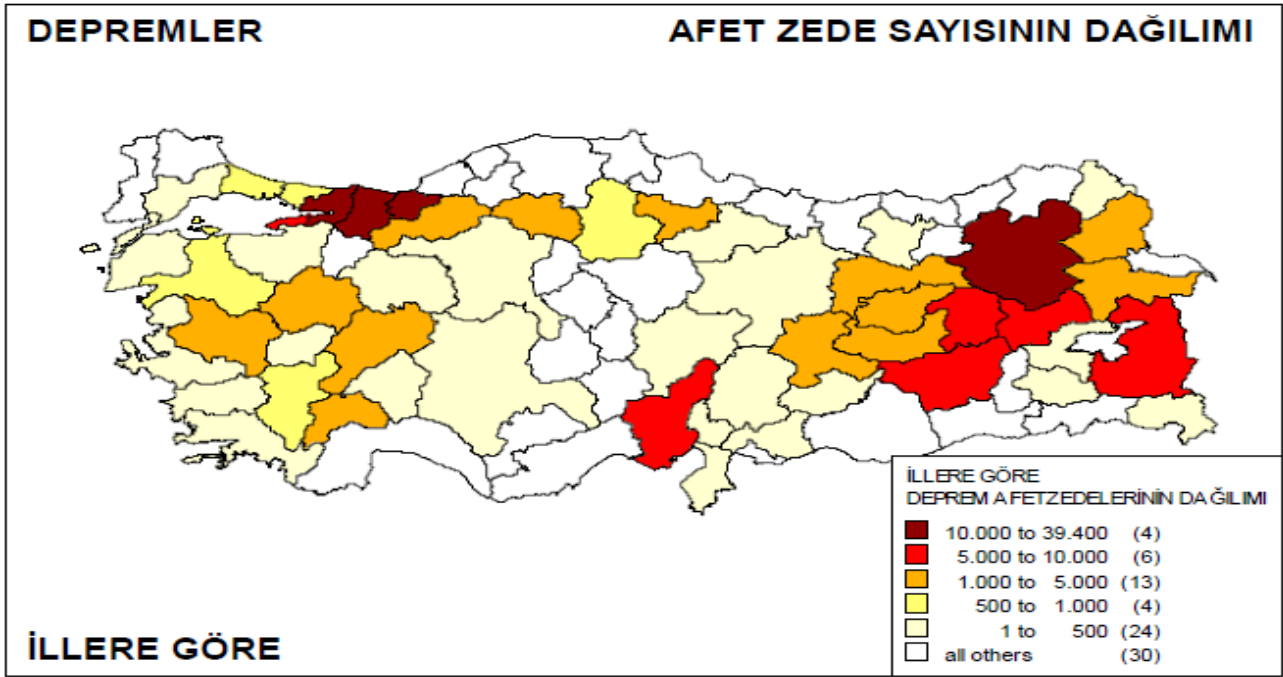 DEPREMLER
AFET ZEDE SAYISININ DAĞILIMI
İLLERE GÖRE
DEPREM AFETZEDELERİNİN DAĞILIMI
10.000 to 39.400 (4)
5.000 to 10.000 (6)
1.000 to 5.000 (13)
500 to 1.000 (4)
1 to 500 (24)
all others (30)
İLLERE GÖRE